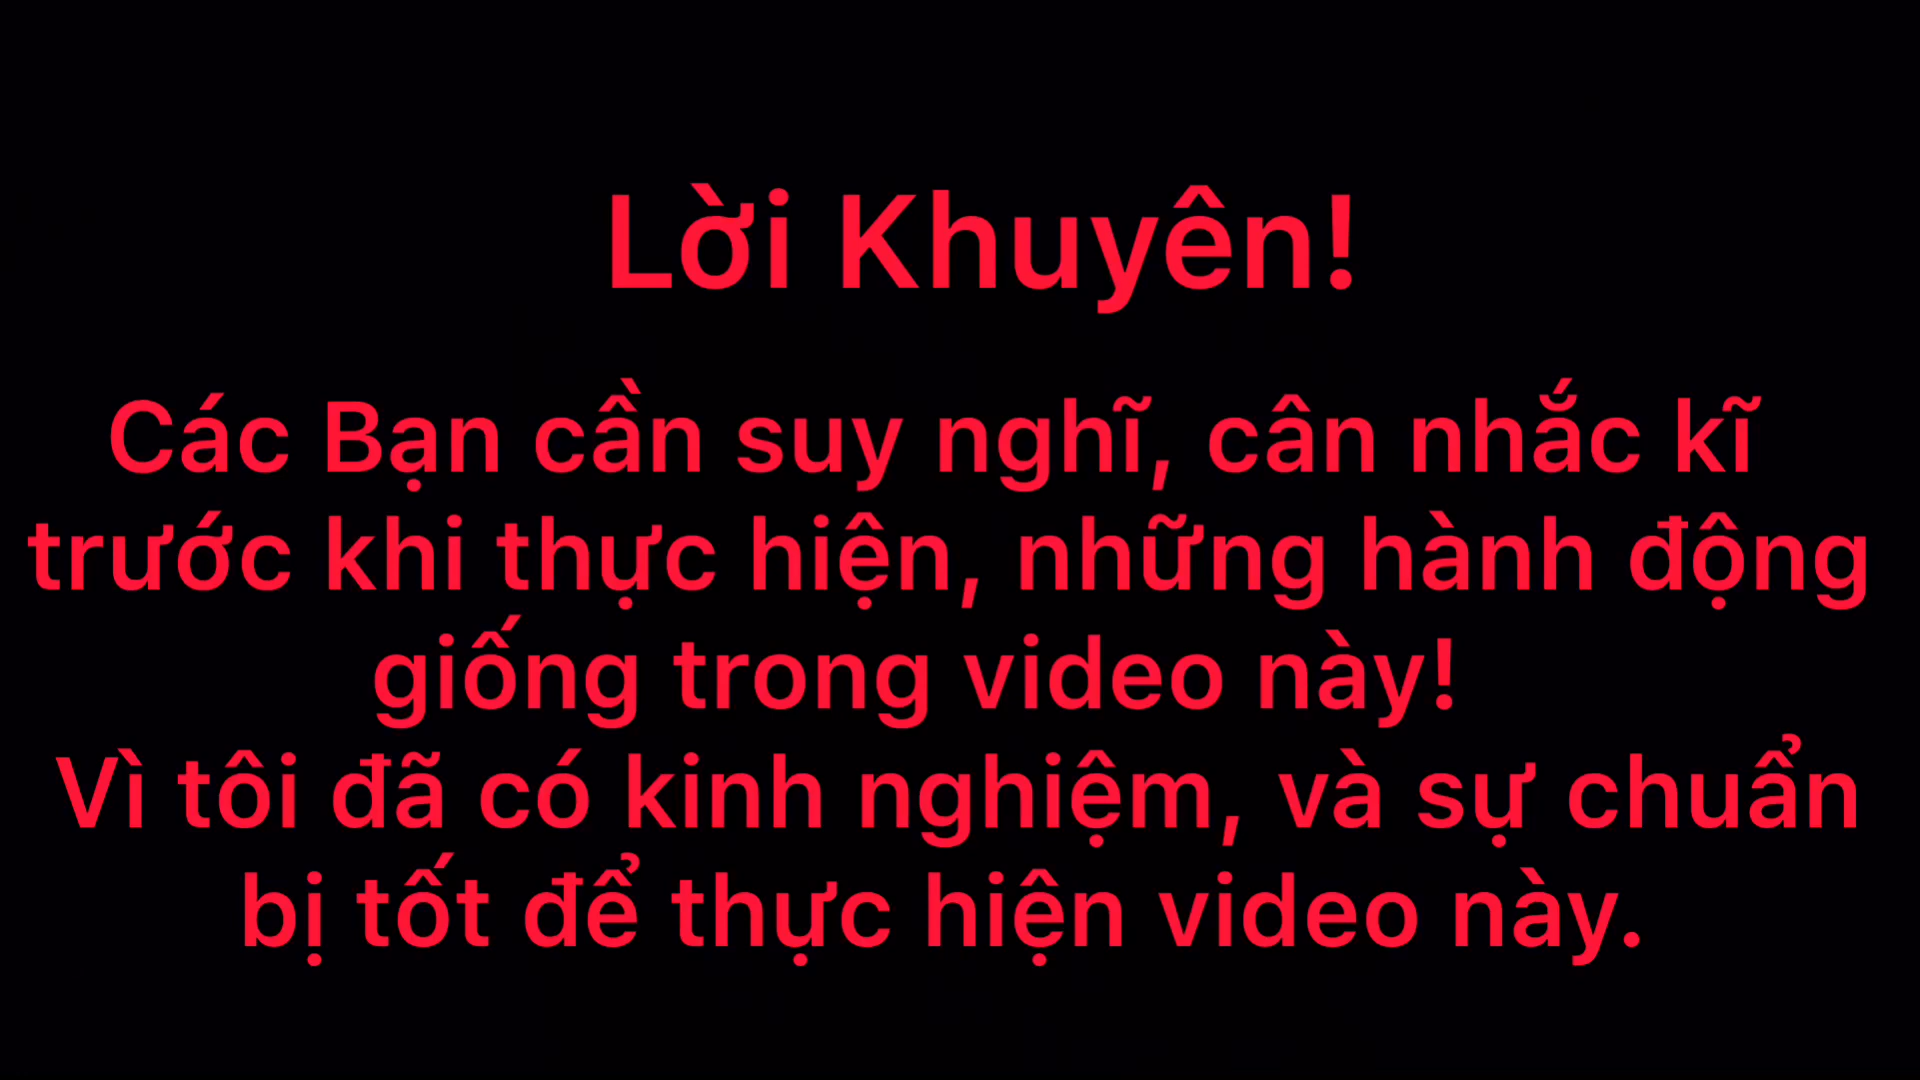 Lời Khuyên!
Các Bạn cần suy nghĩ, cân nhắc kĩ
trước khi thực hiện, những hành động
giống trong video này!
Vì tôi đã có kinh nghiệm, và sự chuẩn
bị tốt để thực hiện video này.